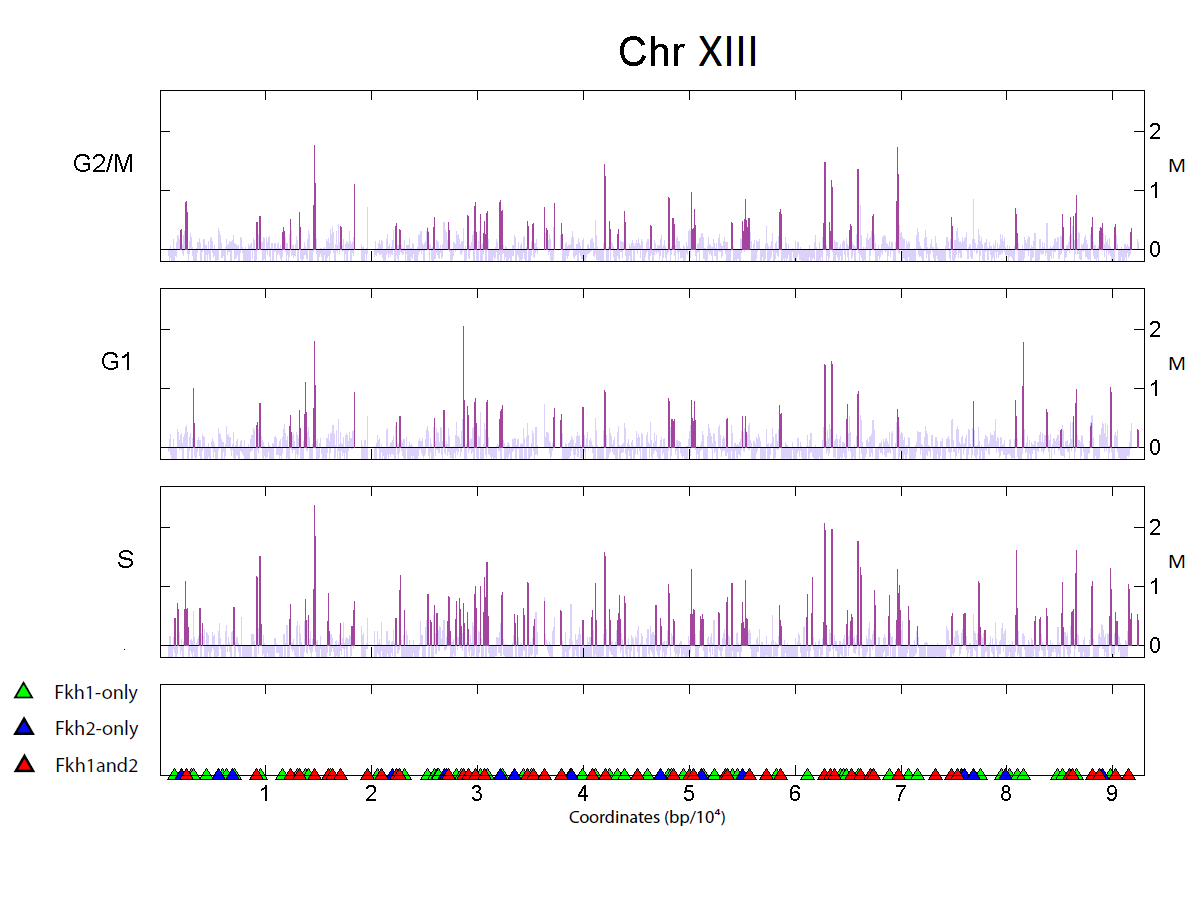 Chr XIII
G2/M
2
1
0
M
G1
2
1
0
M
S
2
1
0
M
Fkh1-only
Fkh2-only
Fkh1and2
1 2 3 4 5 6 7 8 9
Coordinates (bp/10⁴)